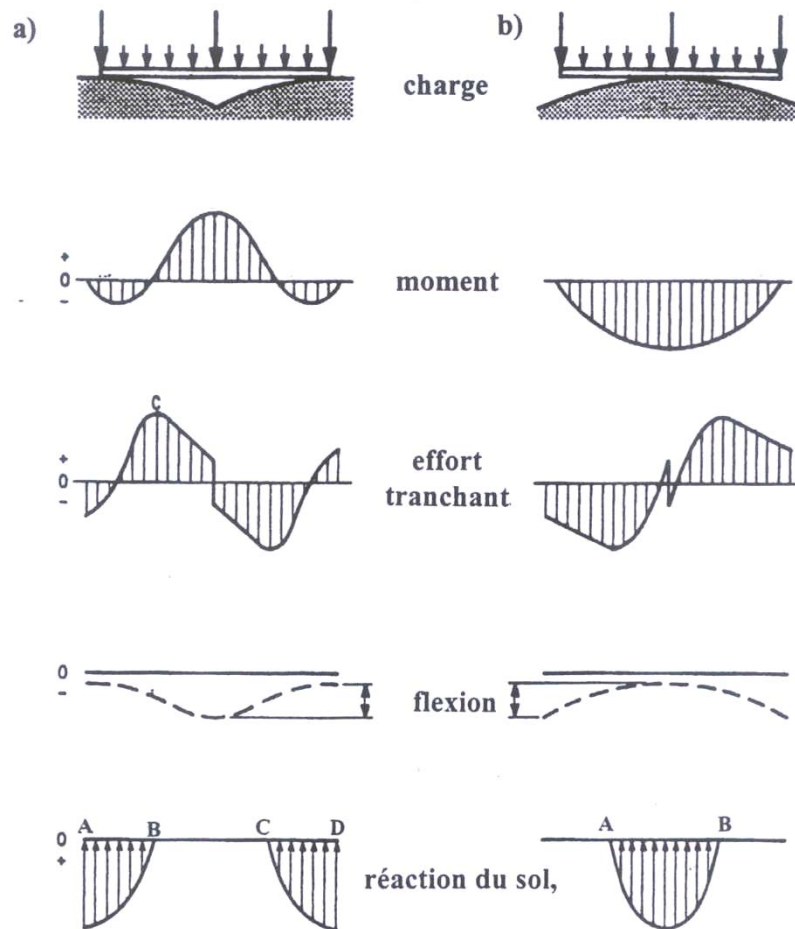 a)
b)
charge
+
0
-
moment
C
+
0
-
effort
tranchant
0
-
flexion
A
B
C
D
A
B
0
+
réaction du sol,